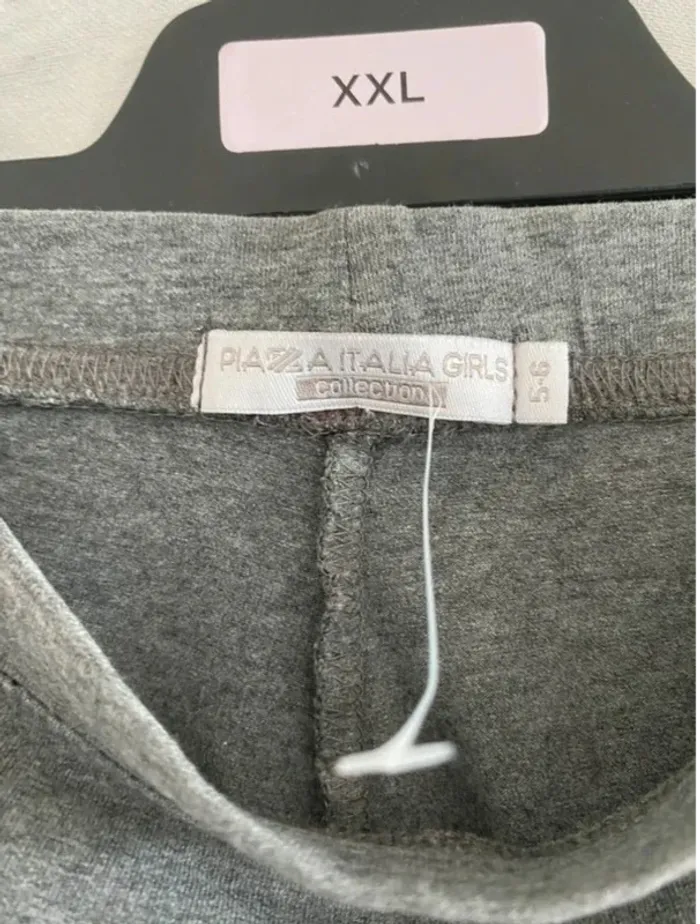 XXL
PIAZZA ITALIA GIRLS
collection
5-6